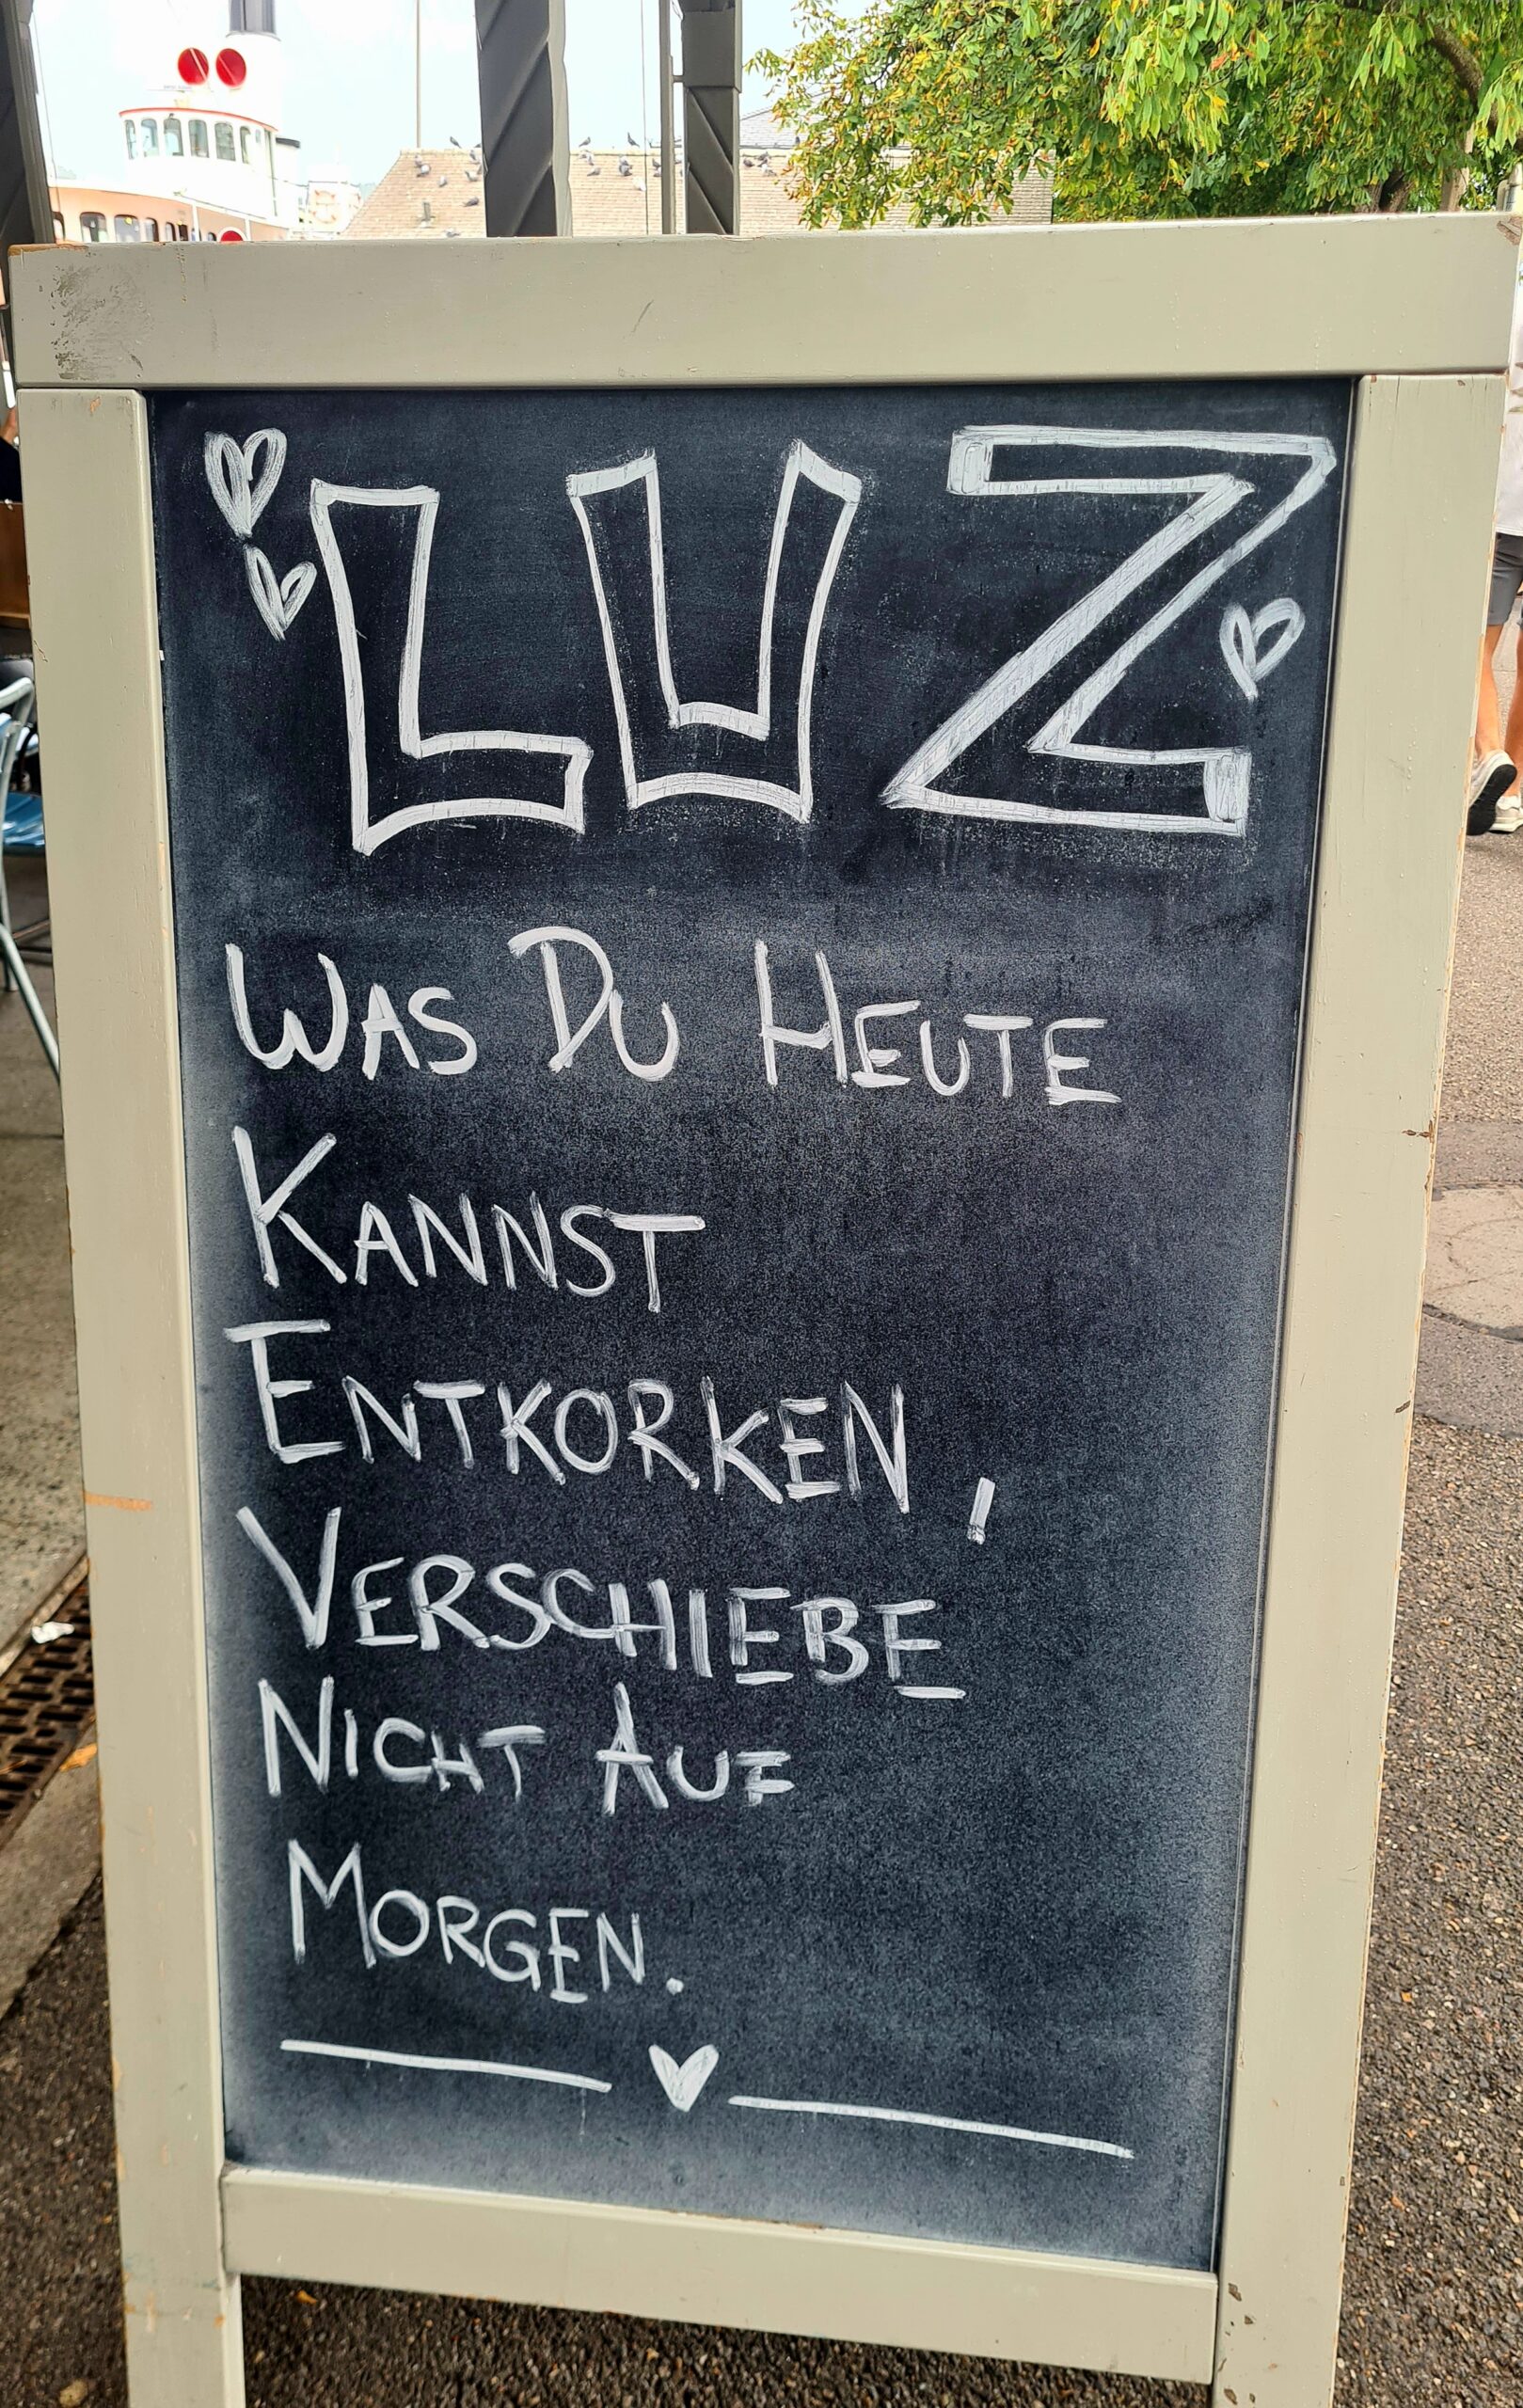 LUZ
WAS DU HEUTE
KANNST
ENTKORKEN,
VERSCHIEBE
NICHT AUF
MORGEN.